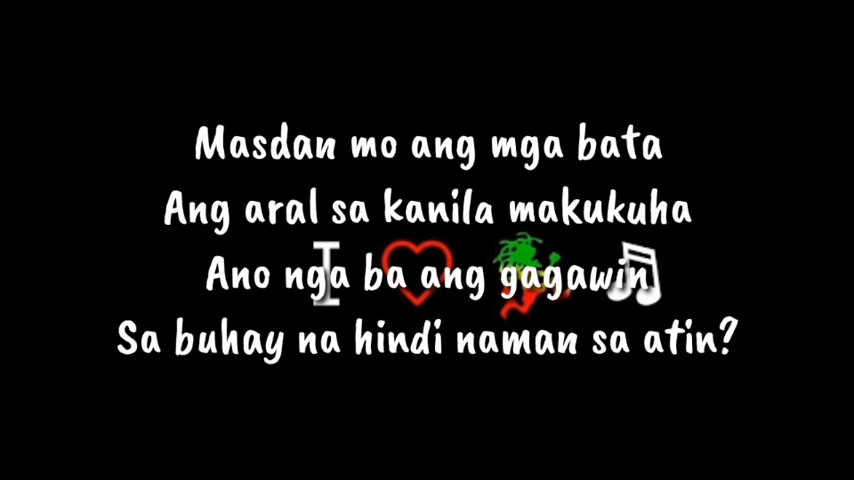 Masdan mo ang mga bata
Ang aral sa kanila makukuha
Ano nga ba ang gagawin
Sa buhay na hindi naman sa atin?
I